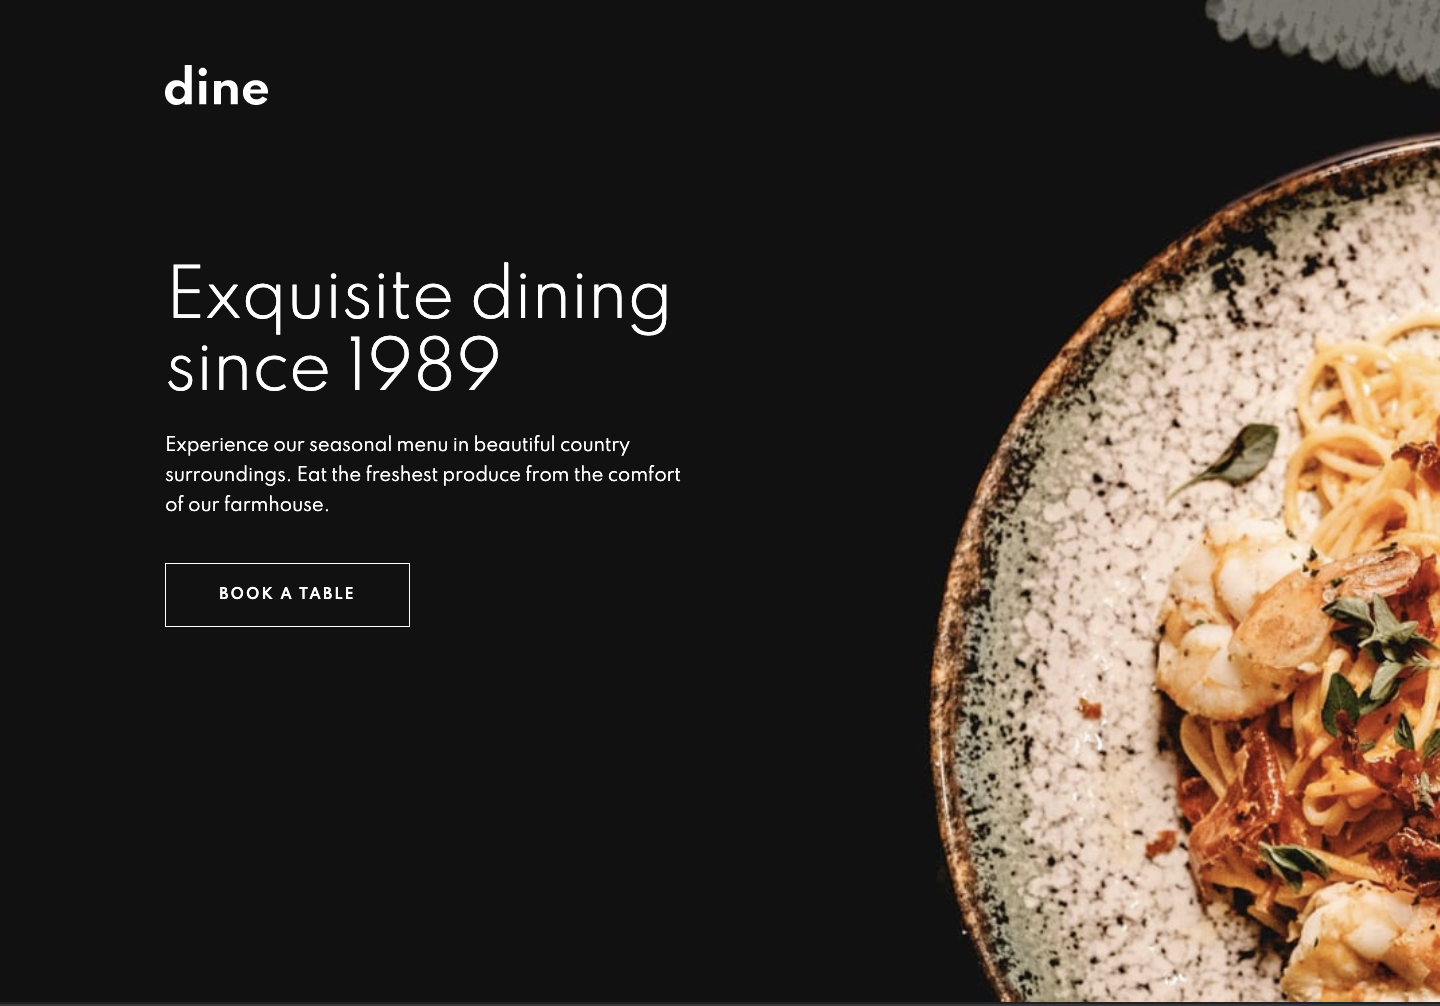 dine
Exquisite dining
since 1989
Experience our seasonal menu in beautiful country
surroundings. Eat the freshest produce from the comfort
of our farmhouse.
BOOK A TABLE